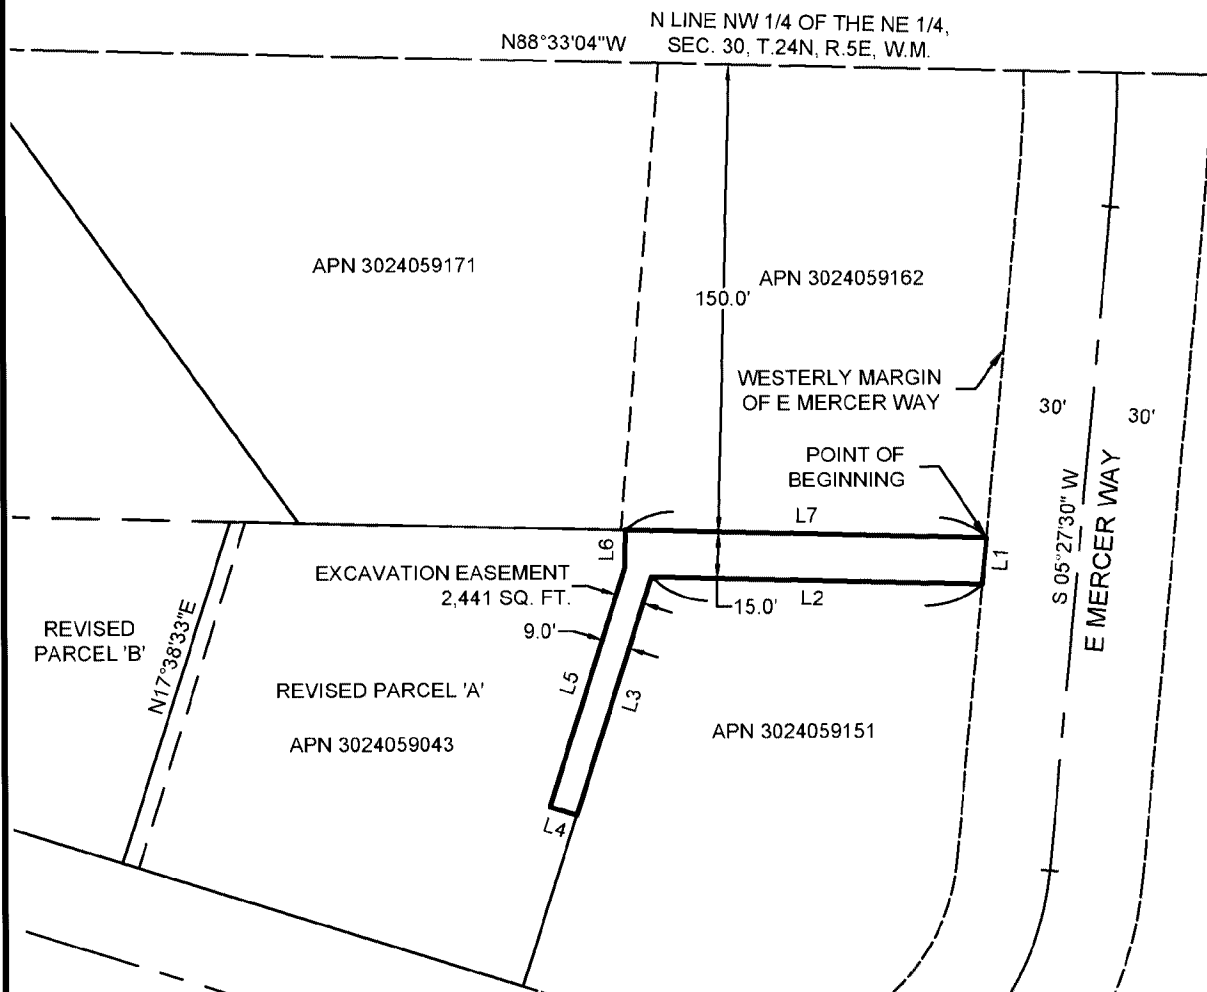 N LINE NW 1/4 OF THE NE 1/4,
N88°33'04"W
SEC. 30, T.24N, R.5E, W.M.
APN 3024059171
APN 3024059162
150.0'
WESTERLY MARGIN
OF E MERCER WAY
30'
30'
POINT OF
BEGINNING
S 05°27'30" W
E MERCER WAY
L7
L6
L1
EXCAVATION EASEMENT
2,441 SQ. FT.
L2
15.0'
9.0'
REVISED
PARCEL 'B'
N17°38'33"E
L5
L3
REVISED PARCEL 'A'
APN 3024059043
APN 3024059151
L4